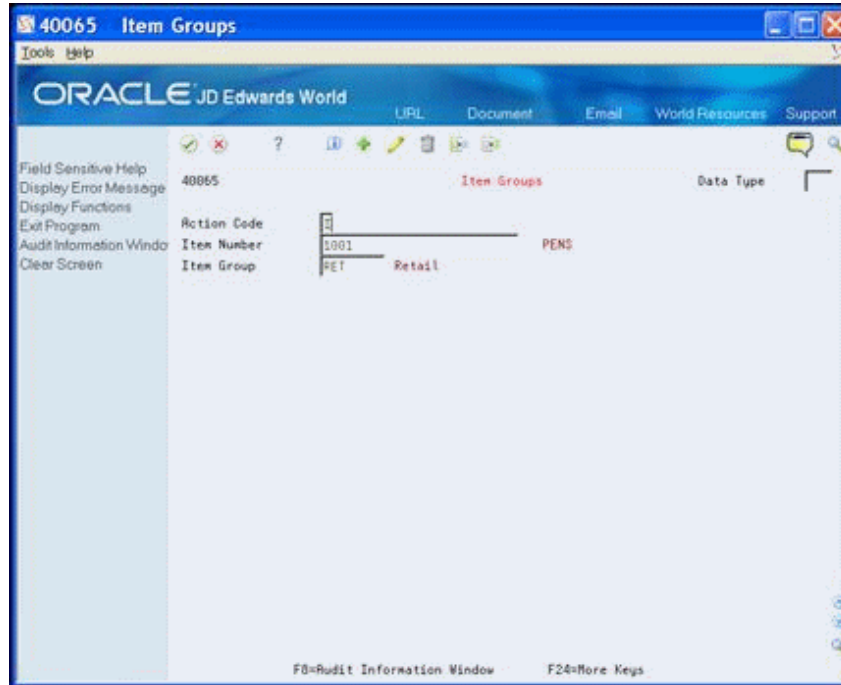 40065 Item Groups
Tools Help
ORACLE JD Edwards World
URL Document Email World Resources Support
?
Field Sensitive Help
Display Error Message
Display Functions
Exit Program
Audit Information Windo
Clear Screen
40065 Item Groups Data Type
Action Code I
Item Number 1001 PENS
Item Group RET Retail
F8=Audit Information Window F24=More Keys